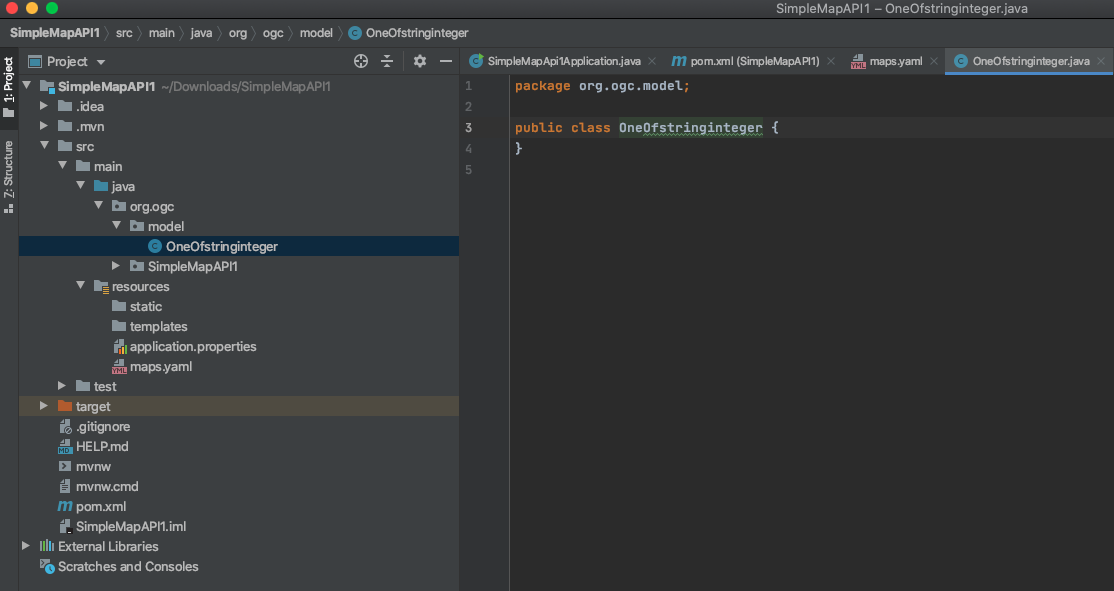 SimpleMapAPI1 – OneOfstringinteger.java
SimpleMapAPI1 src main java org ogc model OneOfstringinteger
1: Project
Z: Structure
Project
SimpleMapApi1Application.java pom.xml (SimpleMapAPI1) maps.yaml OneOfstringinteger.java
SimpleMapAPI1 ~/Downloads/SimpleMapAPI1
.idea
.mvn
src
main
java
org.ogc
model
OneOfstringinteger
SimpleMapAPI1
resources
static
templates
application.properties
maps.yaml
test
target
.gitignore
HELP.md
mvnw
mvnw.cmd
pom.xml
SimpleMapAPI1.iml
External Libraries
Scratches and Consoles
1 package org.ogc.model;
2
3 public class OneOfstringinteger {
4 }
5